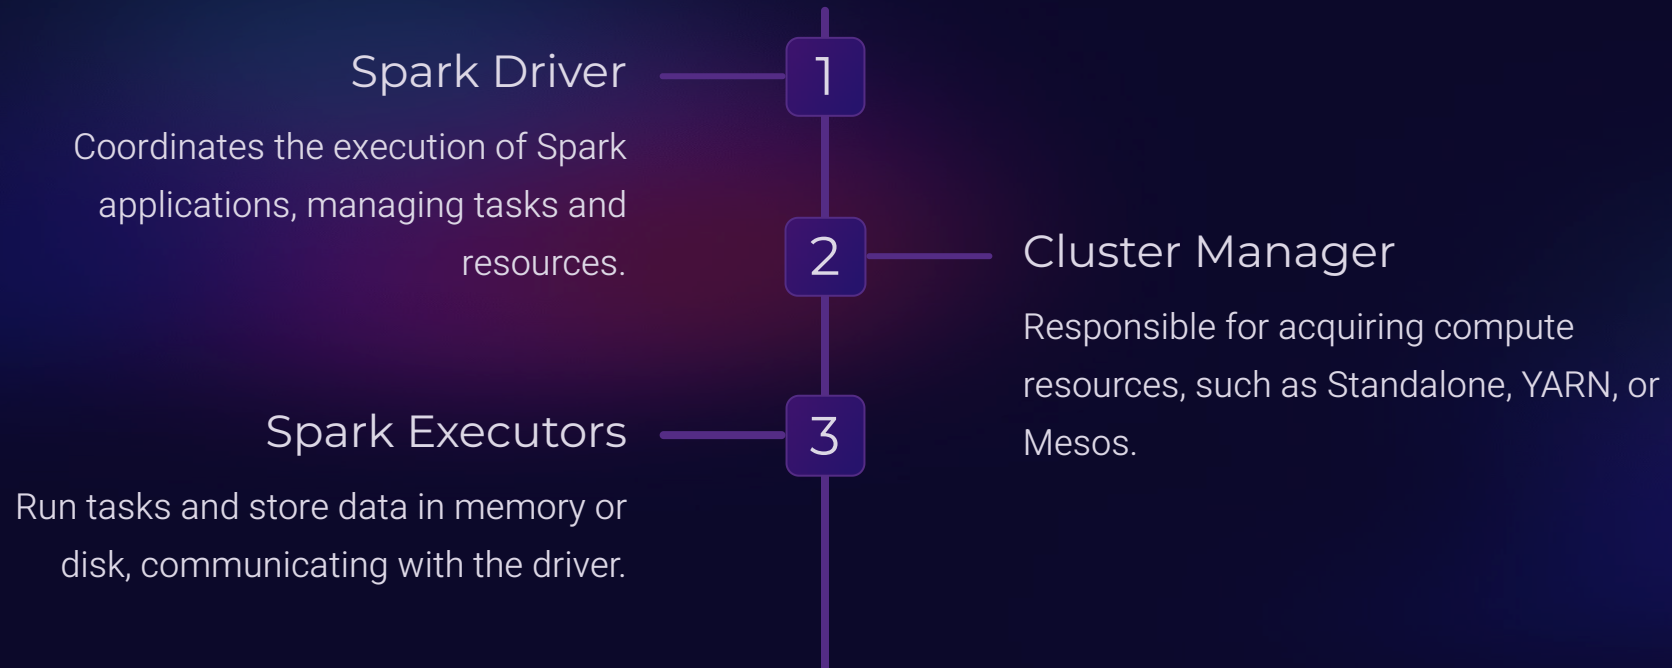 1
Spark Driver
Coordinates the execution of Spark
applications, managing tasks and
resources.
2
Cluster Manager
Responsible for acquiring compute
resources, such as Standalone, YARN, or
Mesos.
3
Spark Executors
Run tasks and store data in memory or
disk, communicating with the driver.